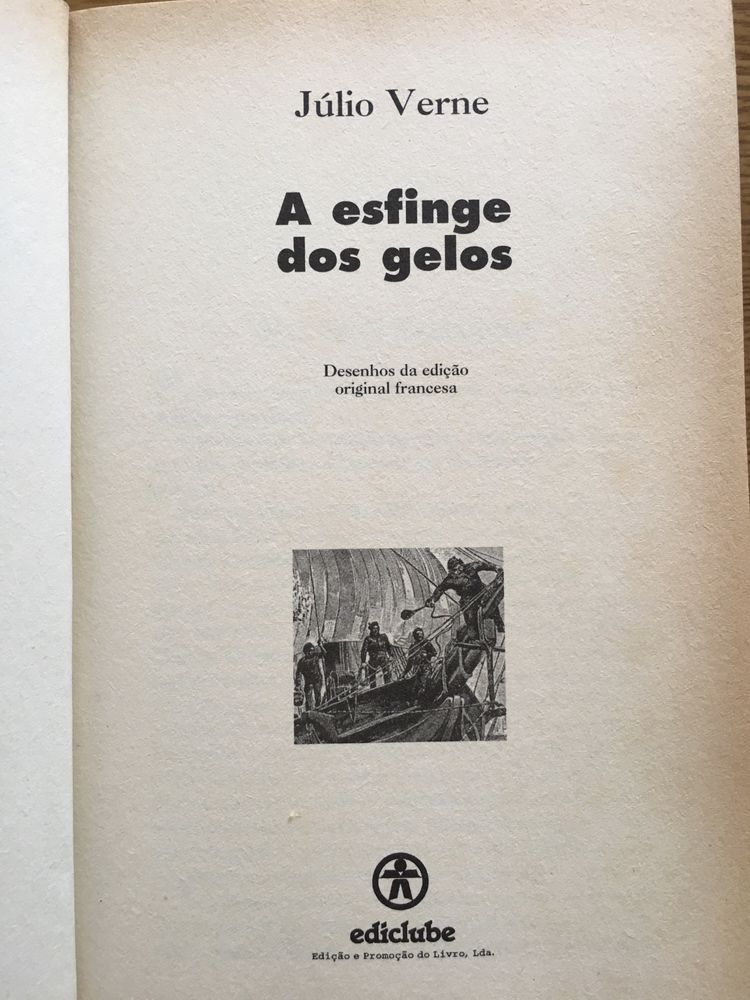 Júlio Verne
A esfinge
dos gelos
Desenhos da edição
original francesa
ediclube
Edição e Promoção do Livro, Lda.